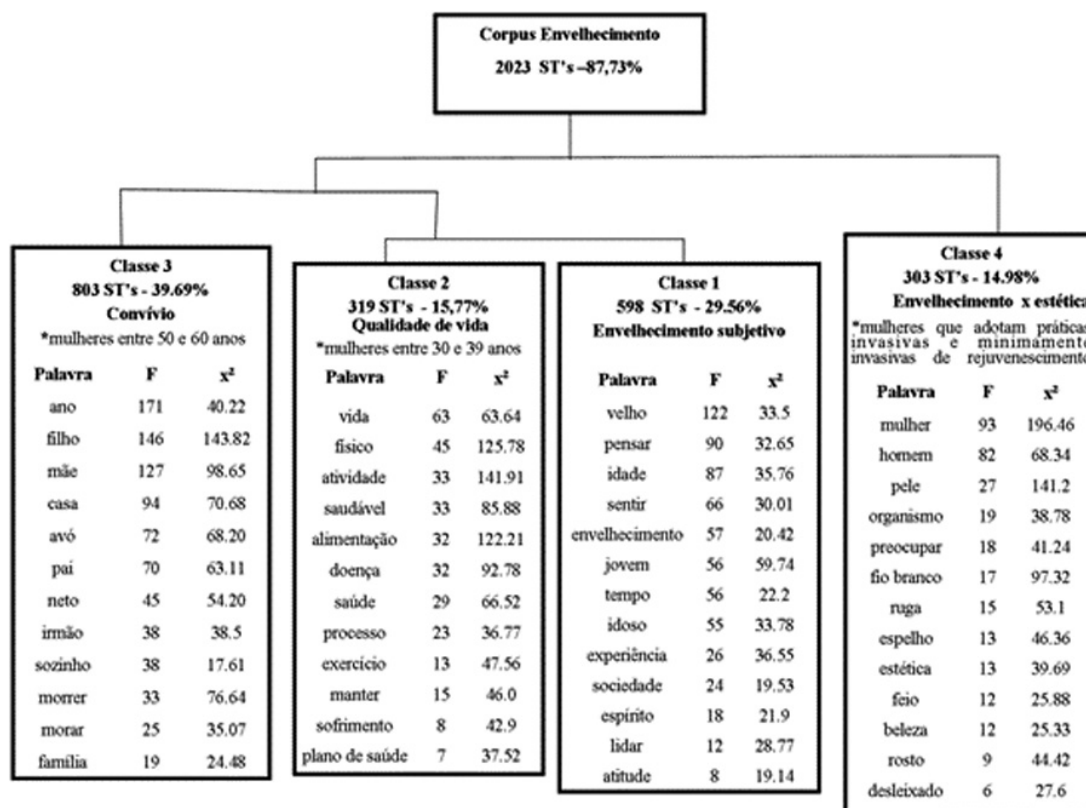 Corpus Envelhecimento
2023 ST's –87,73%
Classe 3
803 ST's - 39.69%
Convívio
*mulheres entre 50 e 60 anos
Palavra F x²
ano 171 40.22
filho 146 143.82
mãe 127 98.65
casa 94 70.68
avó 72 68.20
pai 70 63.11
neto 45 54.20
irmão 38 38.5
sozinho 38 17.61
morrer 33 76.64
morar 25 35.07
família 19 24.48
Classe 2
319 ST's - 15,77%
Qualidade de vida
*mulheres entre 30 e 39 anos
Palavra F x²
vida 63 63.64
físico 45 125.78
atividade 33 141.91
saudável 33 85.88
alimentação 32 122.21
doença 32 92.78
saúde 29 66.52
processo 23 36.77
exercício 13 47.56
manter 15 46.0
sofrimento 8 42.9
plano de saúde 7 37.52
Classe 1
598 ST's - 29.56%
Envelhecimento subjetivo
Palavra F x²
velho 122 33.5
pensar 90 32.65
idade 87 35.76
sentir 66 30.01
envelhecimento 57 20.42
jovem 56 59.74
tempo 56 22.2
idoso 55 33.78
experiência 26 36.55
sociedade 24 19.53
espírito 18 21.9
lidar 12 28.77
atitude 8 19.14
Classe 4
303 ST's - 14.98%
Envelhecimento x estética
*mulheres que adotam práticas
invasivas e minimamente
invasivas de rejuvenescimento
Palavra F x²
mulher 93 196.46
homem 82 68.34
pele 27 141.2
organismo 19 38.78
preocupar 18 41.24
fio branco 17 97.32
ruga 15 53.1
espelho 13 46.36
estética 13 39.69
feio 12 25.88
beleza 12 25.33
rosto 9 44.42
desleixado 6 27.6